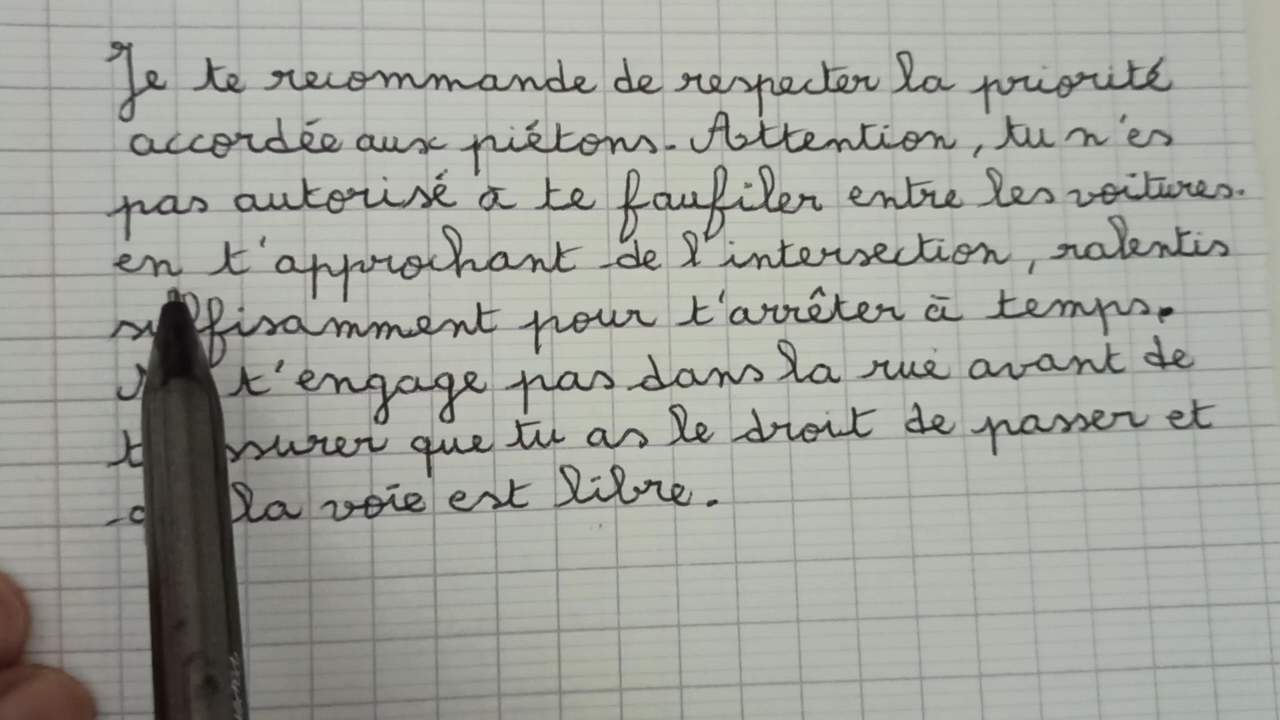 Je te recommande de respecter la priorité
accordée aux piétons. Attention, tu n'es
pas autorisé à te faufiler entre les voitures.
en t'approchant de l'intersection, ralentis
suffisamment pour t'arrêter à temps.
t'engage pas dans la rue avant de
que tu as le droit de passer et
la voie est libre.